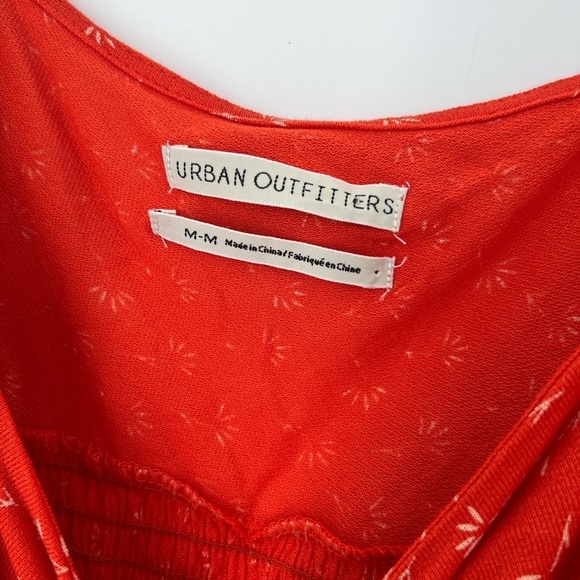 URBAN OUTFITTERS
M-M Made in China/Fabriqué en Chine